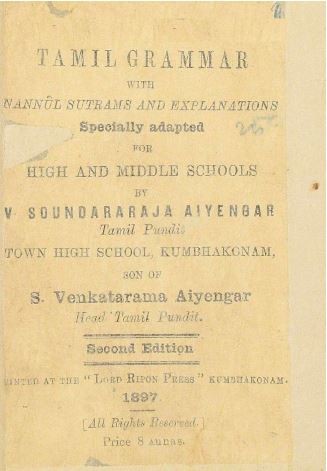 TAMIL GRAMMAR
WITH
NANNŪL SUTRAMS AND EXPLANATIONS
Specially adapted
FOR
HIGH AND MIDDLE SCHOOLS
BY
V SOUNDARARAJA AIYENGAR
Tamil Pundit
TOWN HIGH SCHOOL, KUMBHAKONAM,
SON OF
S. Venkatarama Aiyengar
Head Tamil Pundit.
Second Edition
INTED AT THE "LORD RIPON PRESS" KUMBHAKONAM.
1897.
[All Rights Reserved.]
Price 8 annas.